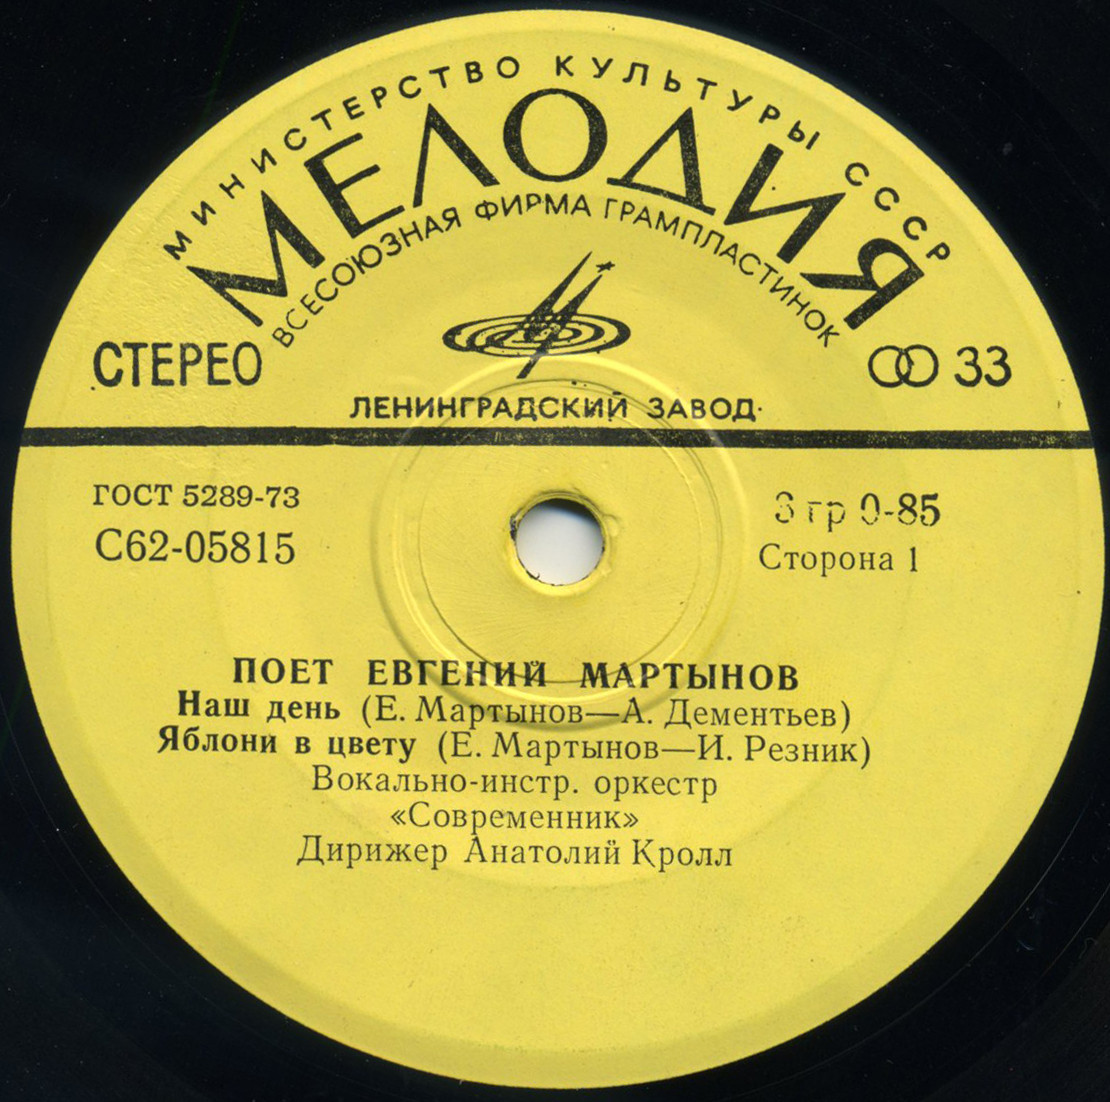 МИНИСТЕРСТВО КУЛЬТУРЫ СССР
МЕЛОДИЯ
ВСЕСОЮЗНАЯ ФИРМА ГРАМПЛАСТИНОК
СТЕРЕО
33
ЛЕНИНГРАДСКИЙ ЗАВОД
ГОСТ 5289-73
3 гр 0-85
С62-05815
Сторона 1
ПОЕТ ЕВГЕНИЙ МАРТЫНОВ
Наш день (Е. Мартынов—А. Дементьев)
Яблони в цвету (Е. Мартынов—И. Резник)
Вокально-инстр. оркестр
«Современник»
Дирижер Анатолий Кролл